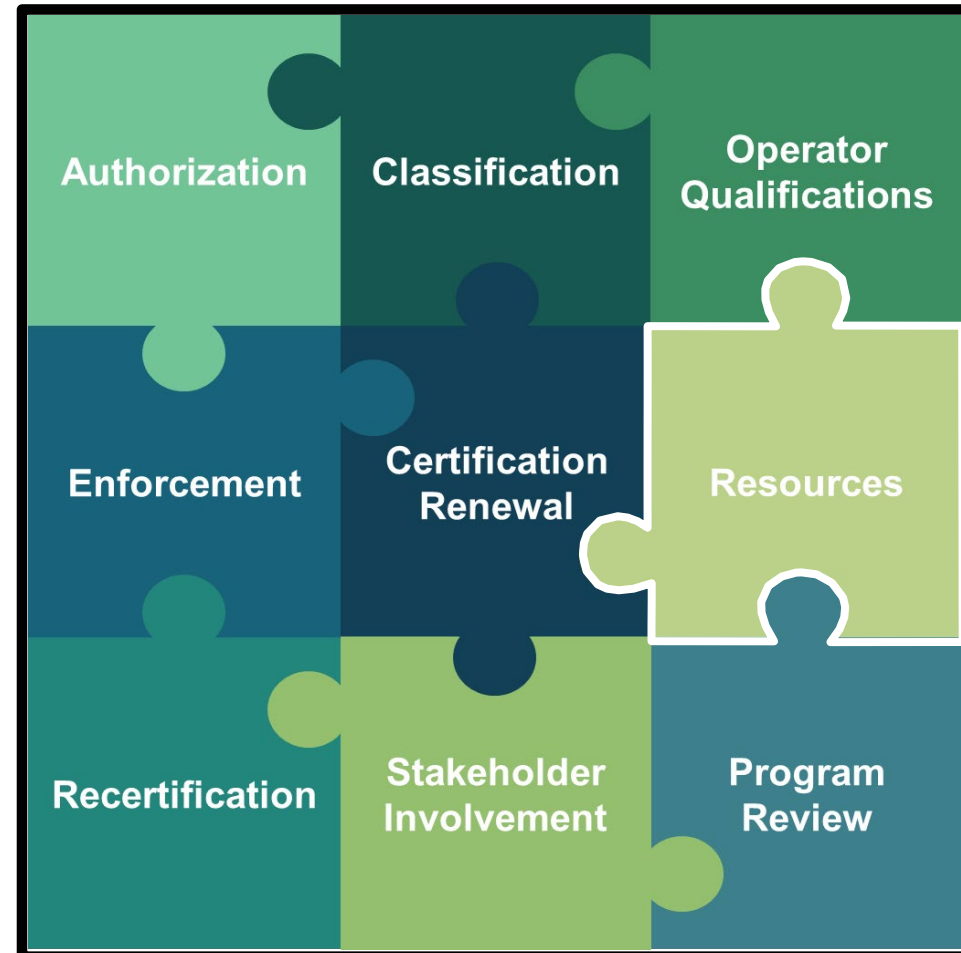 Authorization
Classification
Operator
Qualifications
Enforcement
Certification
Renewal
Resources
Recertification
Stakeholder
Involvement
Program
Review